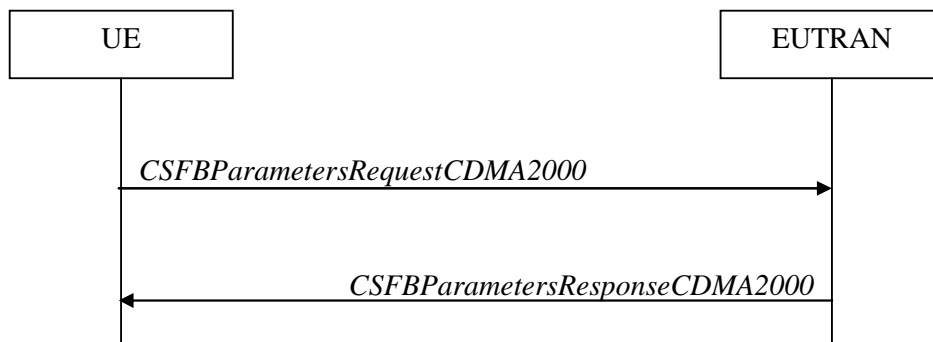 UE
EUTRAN
CSFBParametersRequestCDMA2000
CSFBParametersResponseCDMA2000